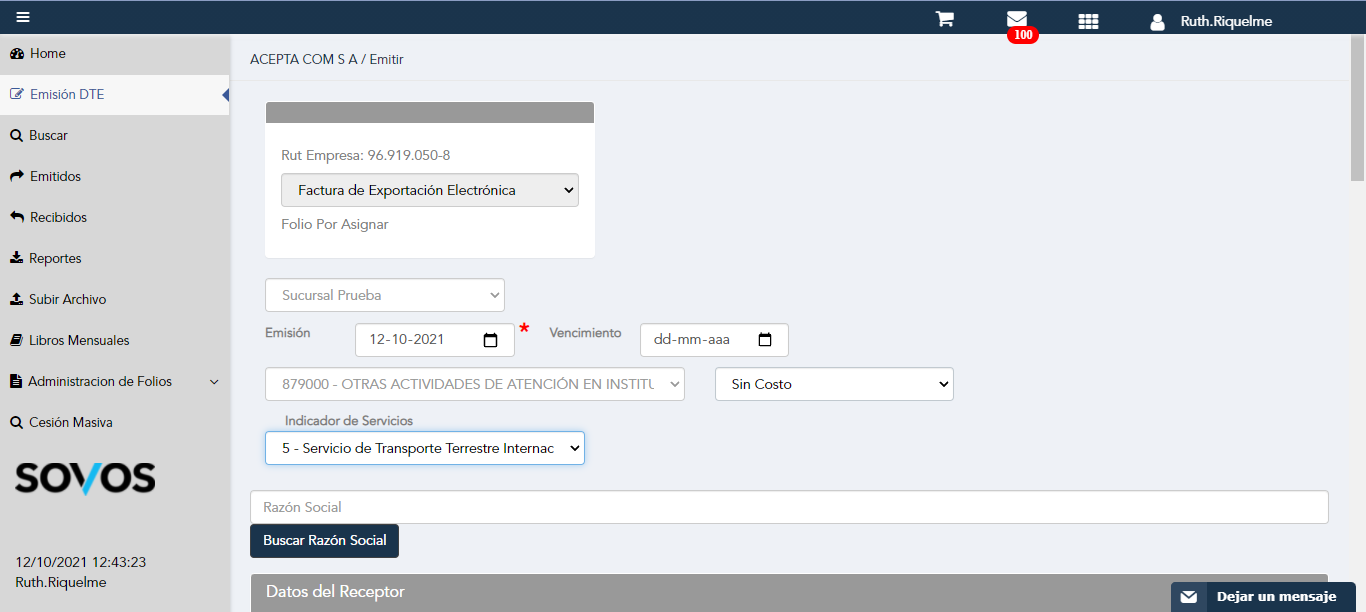 Ruth.Riquelme
100
Home
ACEPTA COM S A / Emitir
Emisión DTE
Buscar
Emitidos
Recibidos
Reportes
Subir Archivo
Libros Mensuales
Administracion de Folios
Cesión Masiva
SOVOS
12/10/2021 12:43:23
Ruth.Riquelme
Rut Empresa: 96.919.050-8
Factura de Exportación Electrónica
Folio Por Asignar
Sucursal Prueba
Emisión 12-10-2021 * Vencimiento dd-mm-aaa
879000 - OTRAS ACTIVIDADES DE ATENCIÓN EN INSTITU Sin Costo
Indicador de Servicios
5 - Servicio de Transporte Terrestre Internac
Razón Social
Buscar Razón Social
Datos del Receptor
Dejar un mensaje